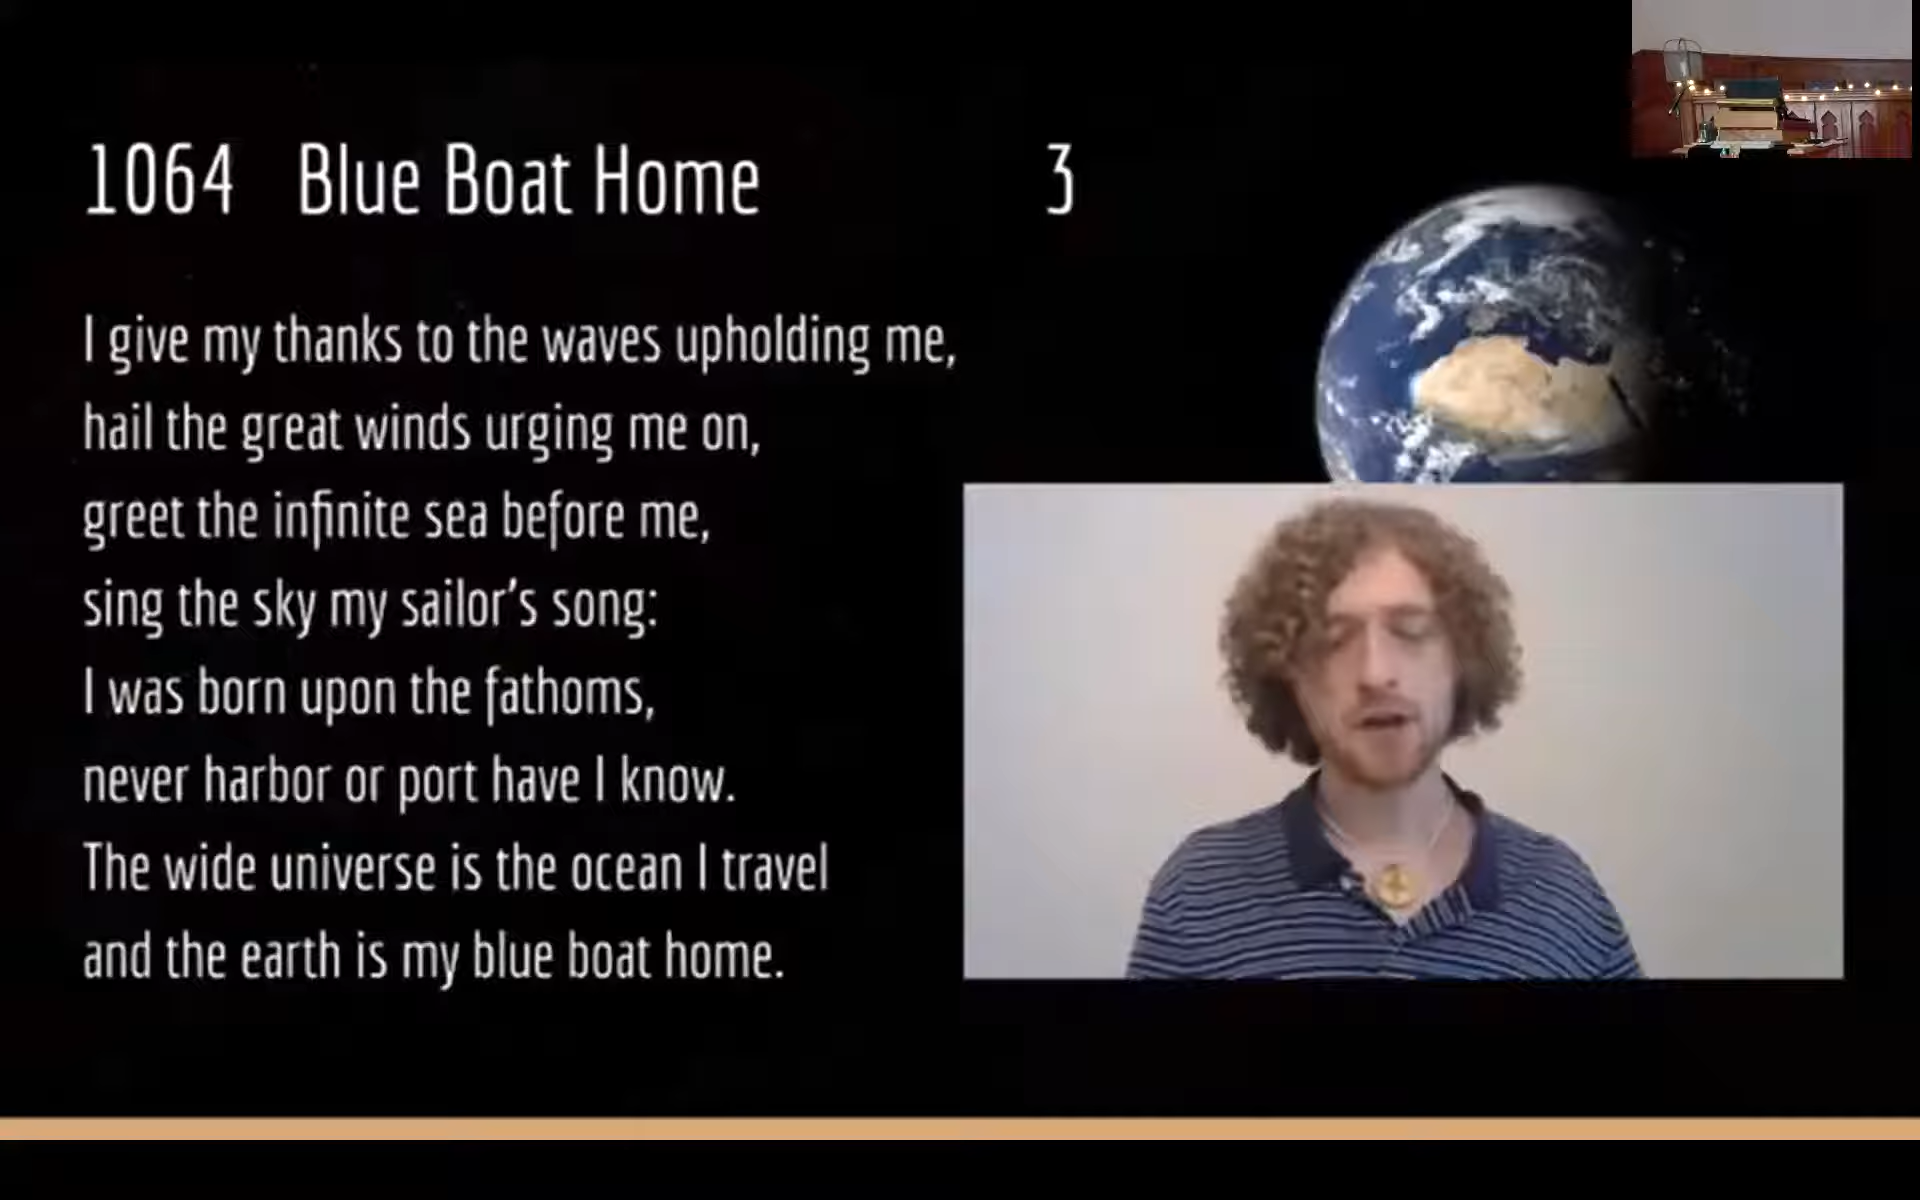 1064 Blue Boat Home 3
I give my thanks to the waves upholding me,
hail the great winds urging me on,
greet the infinite sea before me,
sing the sky my sailor's song:
I was born upon the fathoms,
never harbor or port have I know.
The wide universe is the ocean I travel
and the earth is my blue boat home.